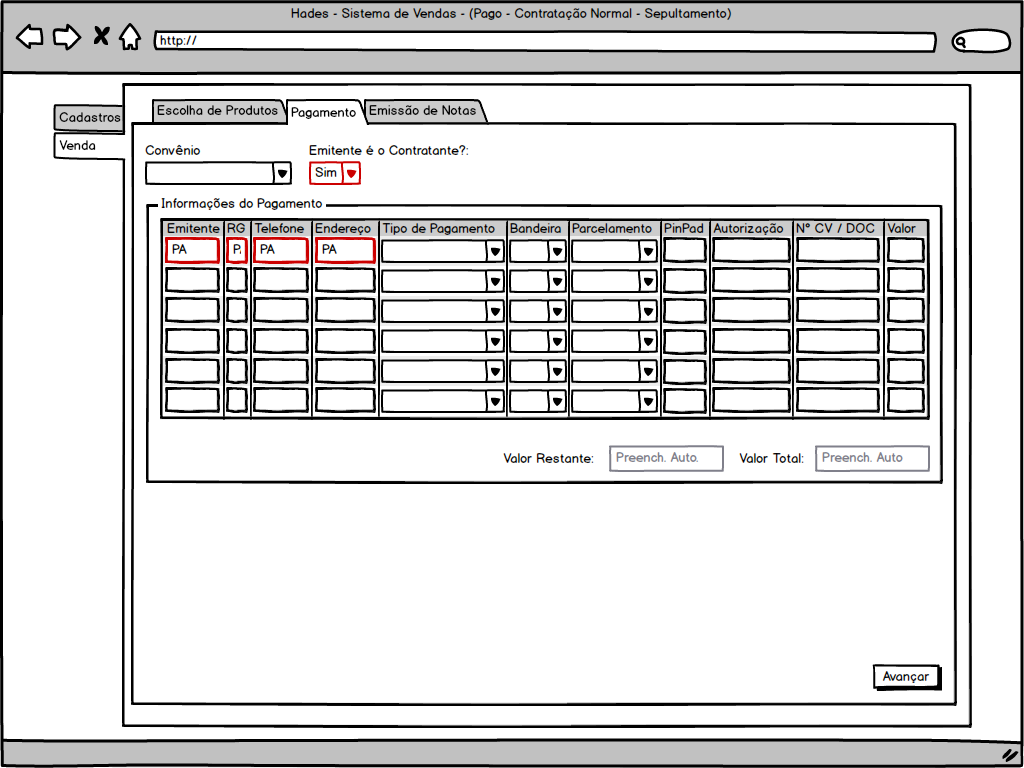 Hades - Sistema de Vendas - (Pago - Contratação Normal - Sepultamento)
http://
Cadastros
Venda
Escolha de Produtos Pagamento Emissão de Notas
Convênio Emitente é o Contratante?:
Sim
Informações do Pagamento
Emitente RG Telefone Endereço Tipo de Pagamento Bandeira Parcelamento PinPad Autorização N° CV / DOC Valor
PA P PA PA
Valor Restante: Preench. Auto. Valor Total: Preench. Auto
Avançar